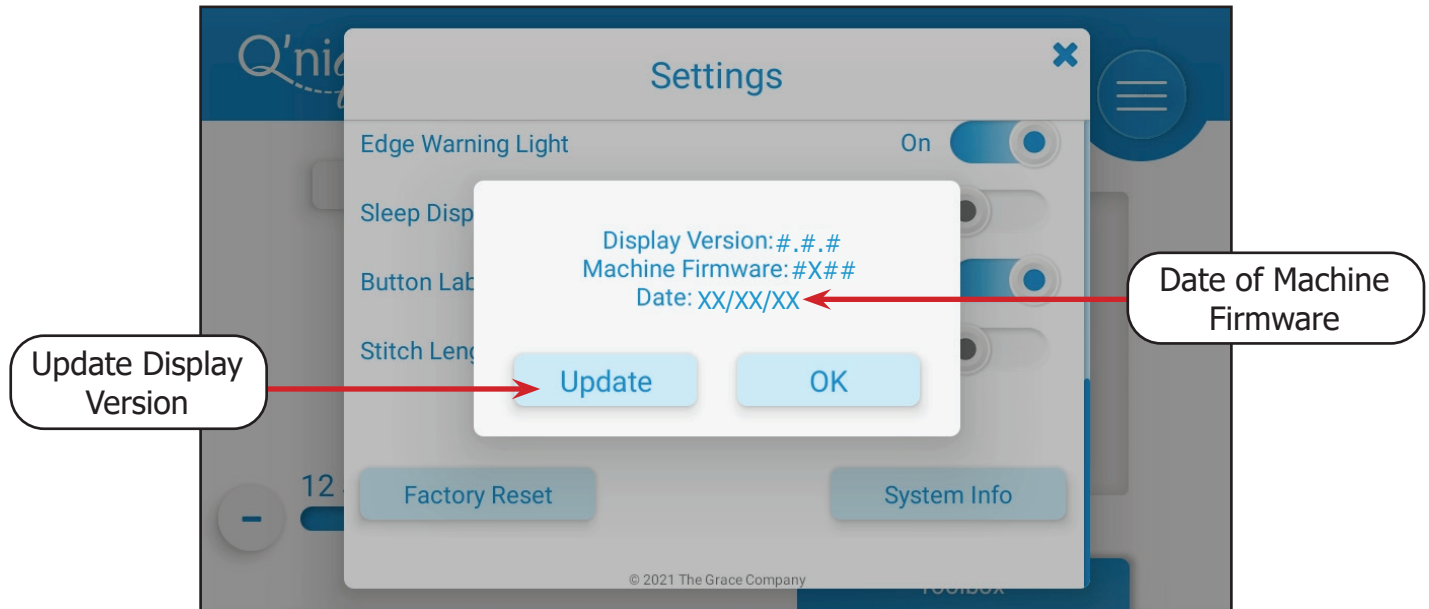 Q'ni
Settings
Edge Warning Light On
Sleep Disp
Display Version:#.#.#
Machine Firmware:#X##
Button Lab
Date: XX/XX/XX
Date of Machine
Firmware
Stitch Leng
Update Display
Version
Update OK
12
Factory Reset System Info
-
© 2021 The Grace Company
Toolbox